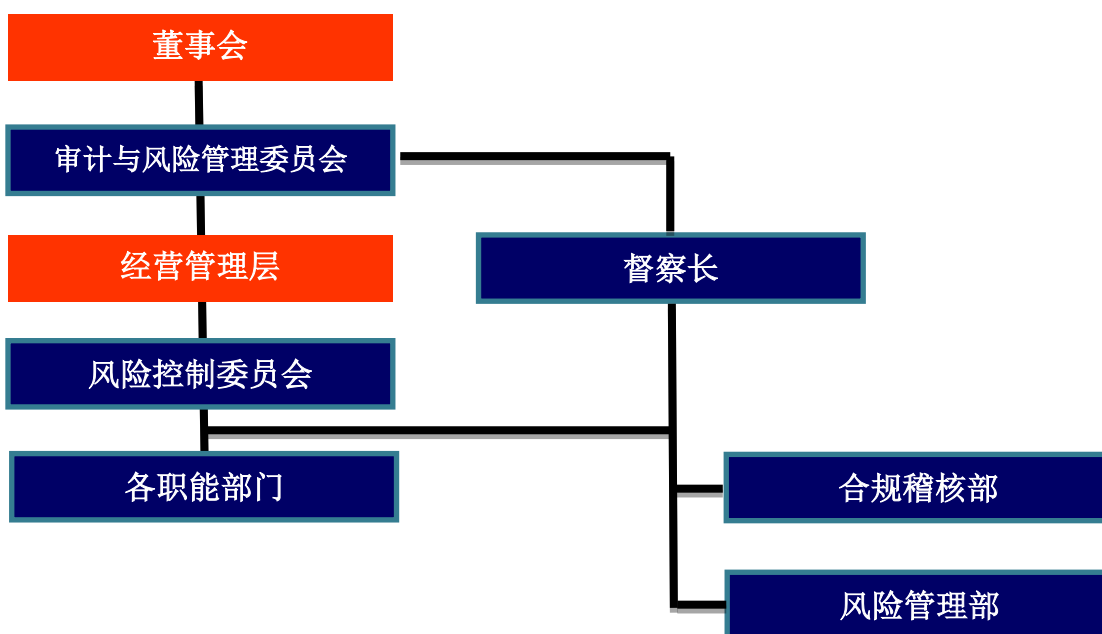 董事会
审计与风险管理委员会
经营管理层
督察长
风险控制委员会
各职能部门
合规稽核部
风险管理部